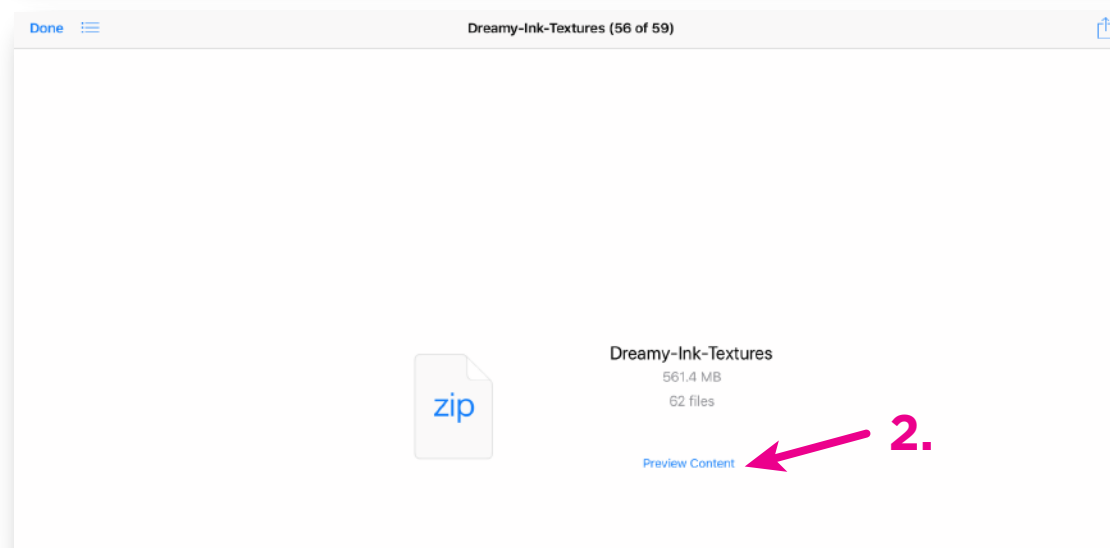 Done
Dreamy-Ink-Textures (56 of 59)
zip
Dreamy-Ink-Textures
561.4 MB
62 files
2.
Preview Content